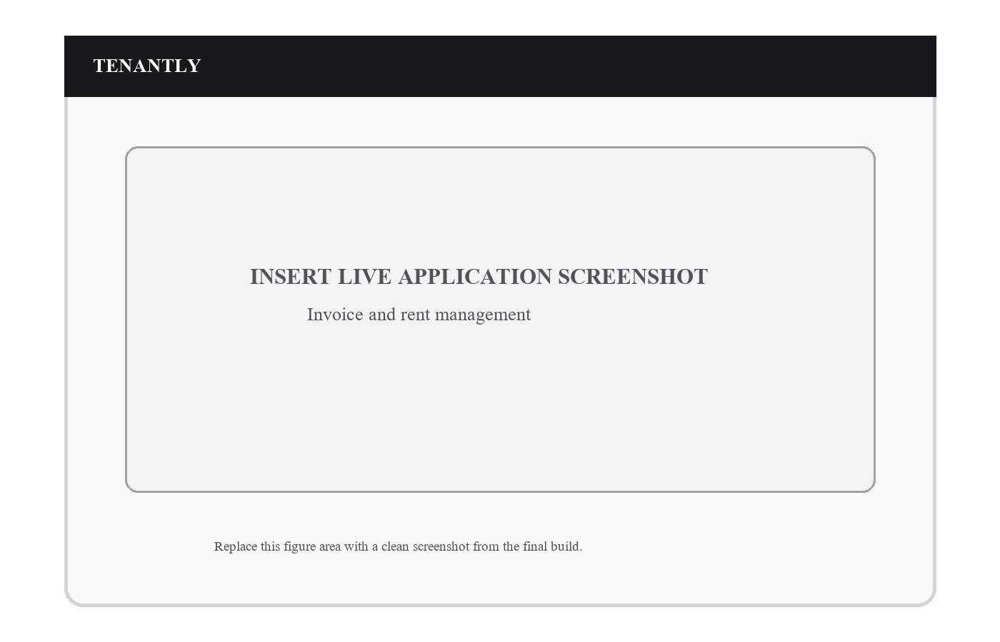 TENANTLY
INSERT LIVE APPLICATION SCREENSHOT
Invoice and rent management
Replace this figure area with a clean screenshot from the final build.